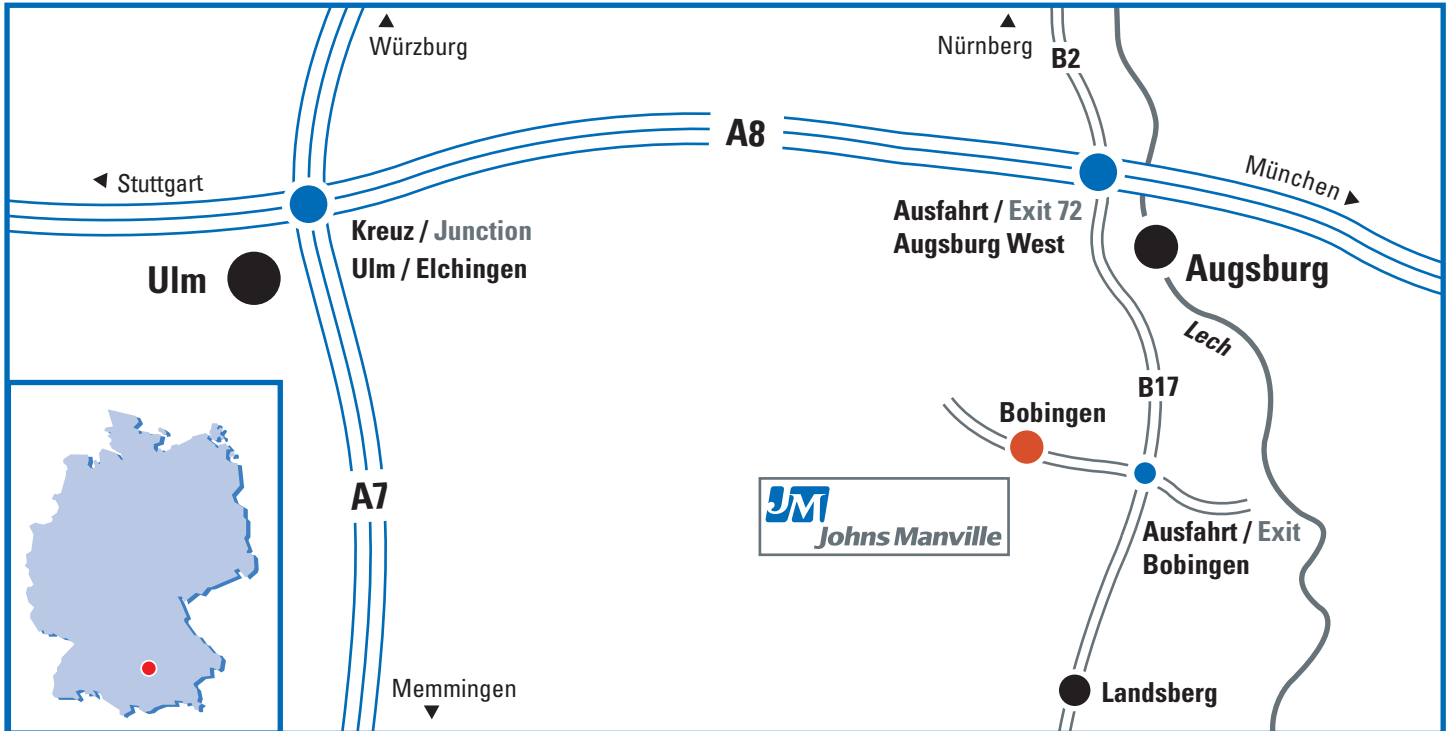 Würzburg
Nürnberg
B2
A8
Stuttgart
München
Kreuz / Junction
Ulm / Elchingen
Ausfahrt / Exit 72
Augsburg West
Ulm
Augsburg
Lech
B17
Bobingen
A7
JM
Johns Manville
Ausfahrt / Exit
Bobingen
Memmingen
Landsberg